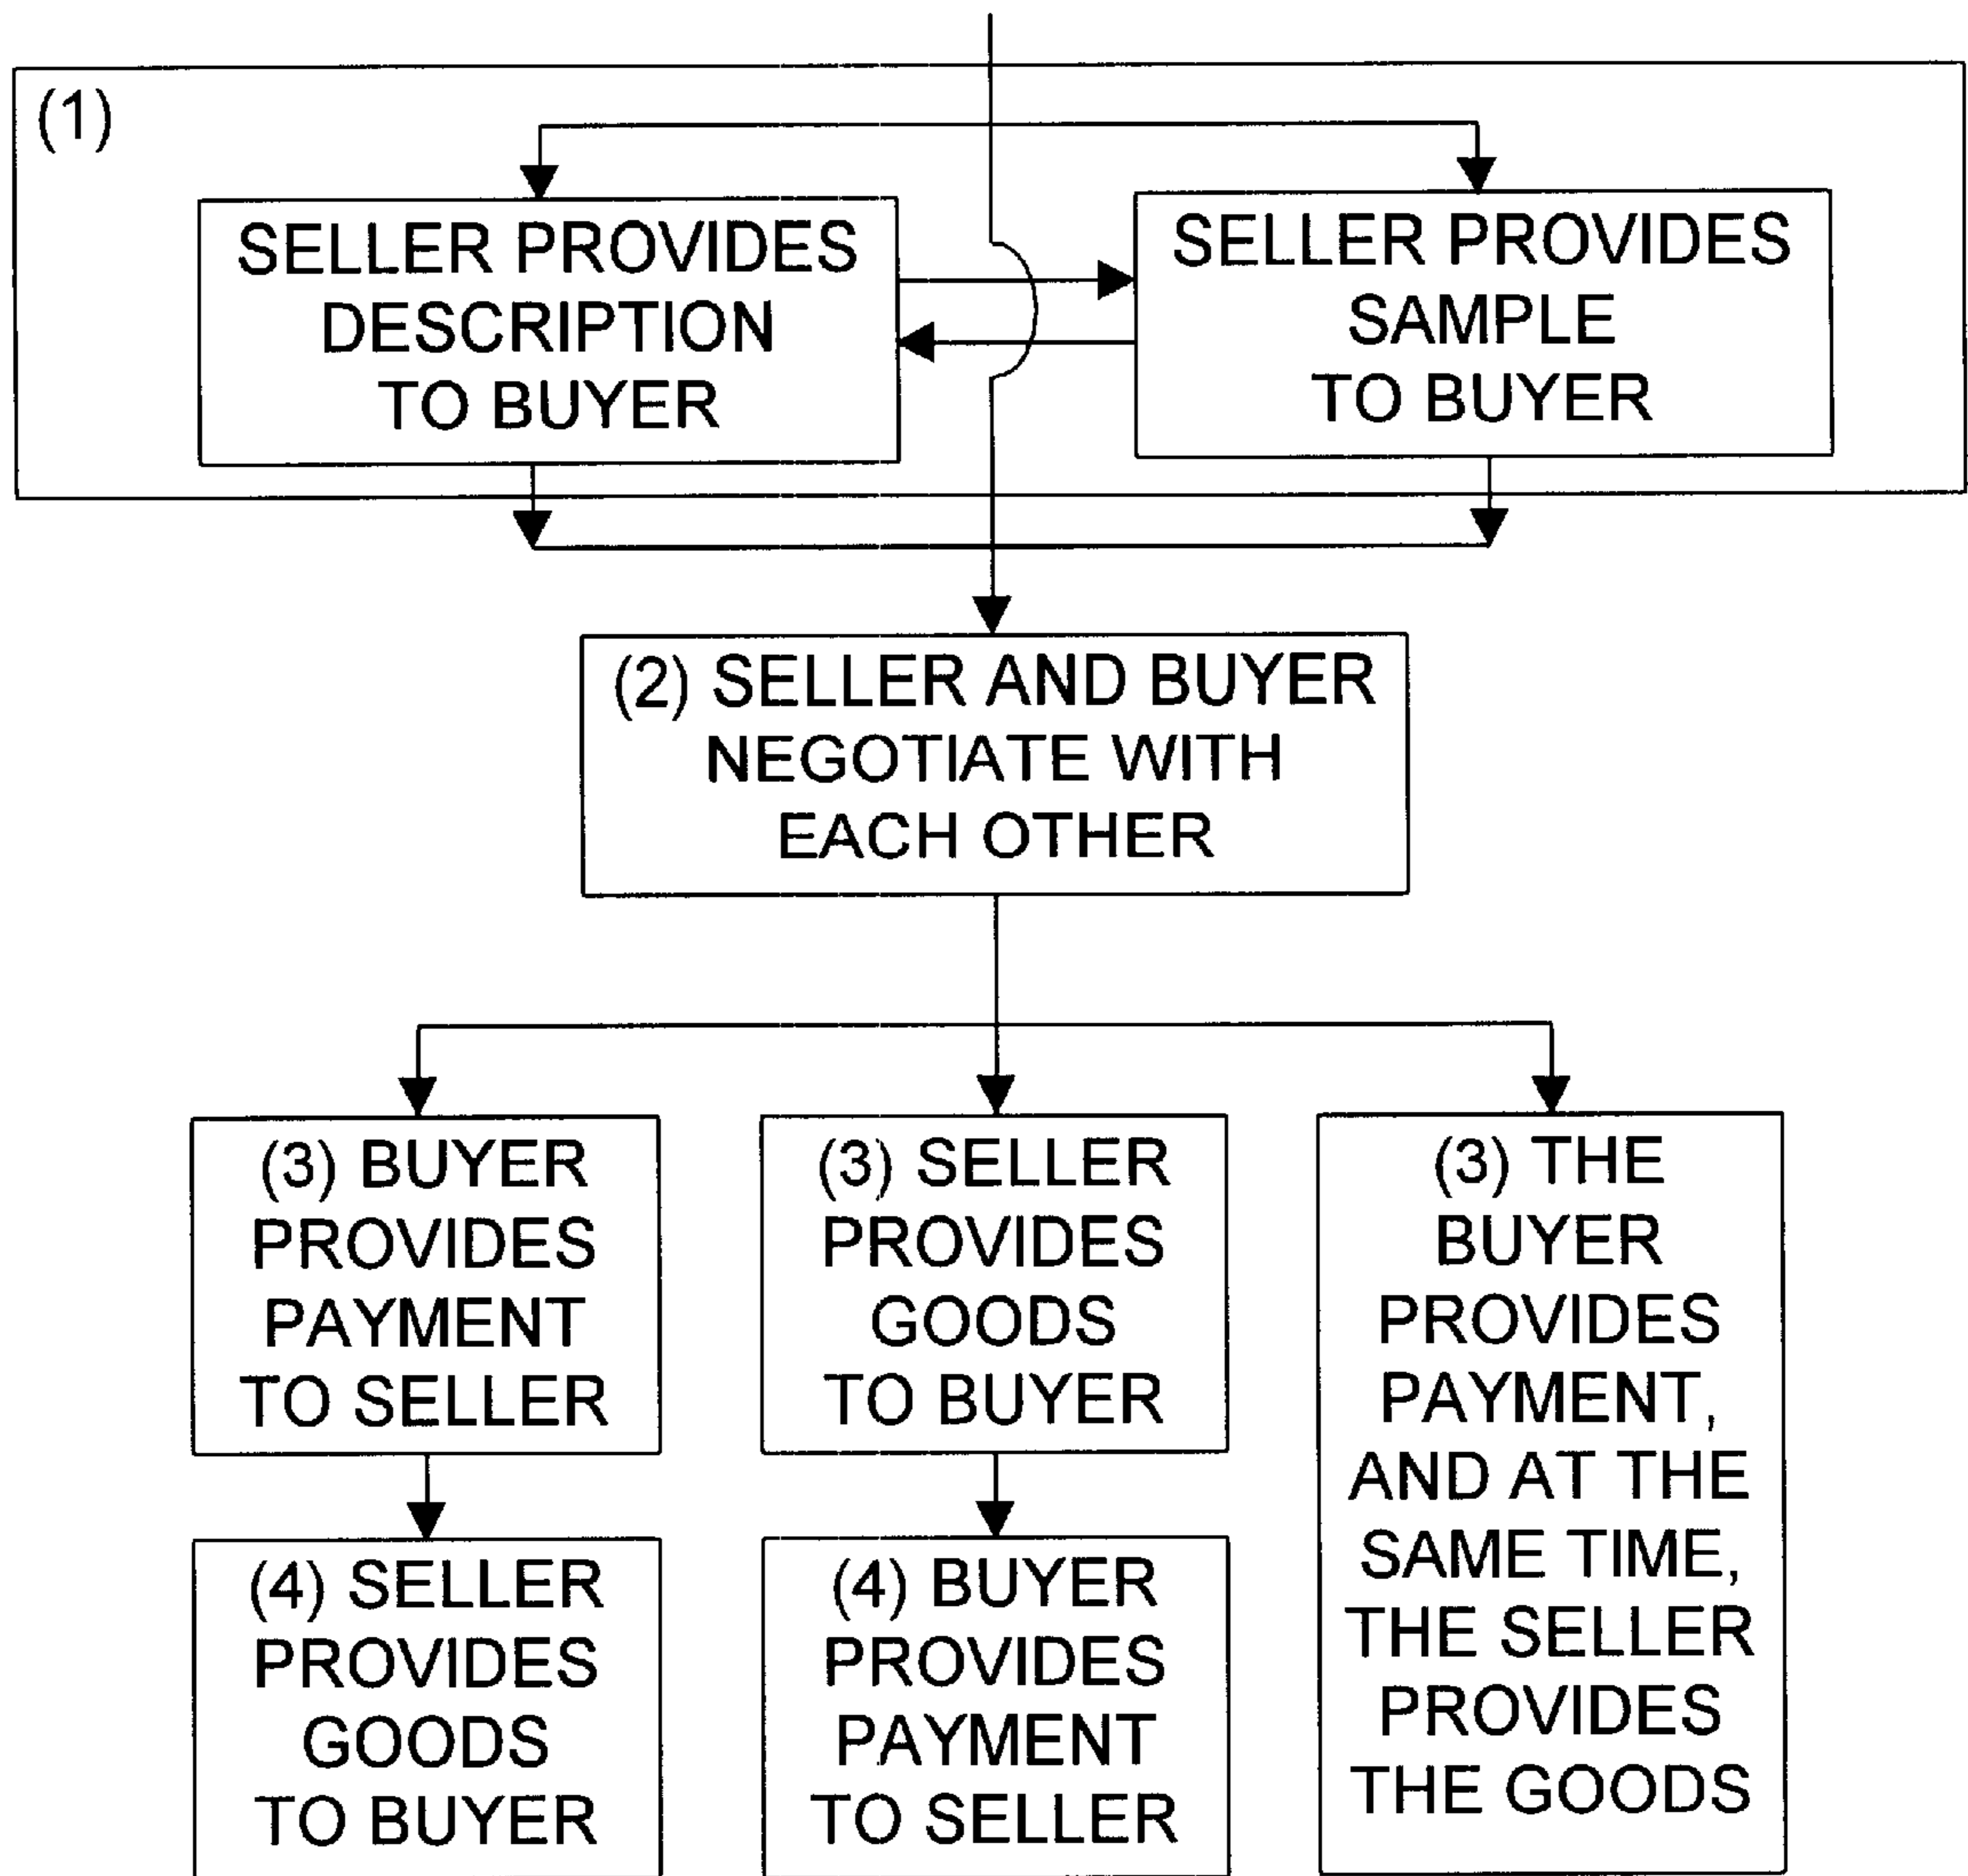 (1)
SELLER PROVIDES
DESCRIPTION
TO BUYER
SELLER PROVIDES
SAMPLE
TO BUYER
(2) SELLER AND BUYER
NEGOTIATE WITH
EACH OTHER
(3) BUYER
PROVIDES
PAYMENT
TO SELLER
(3) SELLER
PROVIDES
GOODS
TO BUYER
(3) THE
BUYER
PROVIDES
PAYMENT,
AND AT THE
SAME TIME,
THE SELLER
PROVIDES
THE GOODS
(4) SELLER
PROVIDES
GOODS
TO BUYER
(4) BUYER
PROVIDES
PAYMENT
TO SELLER